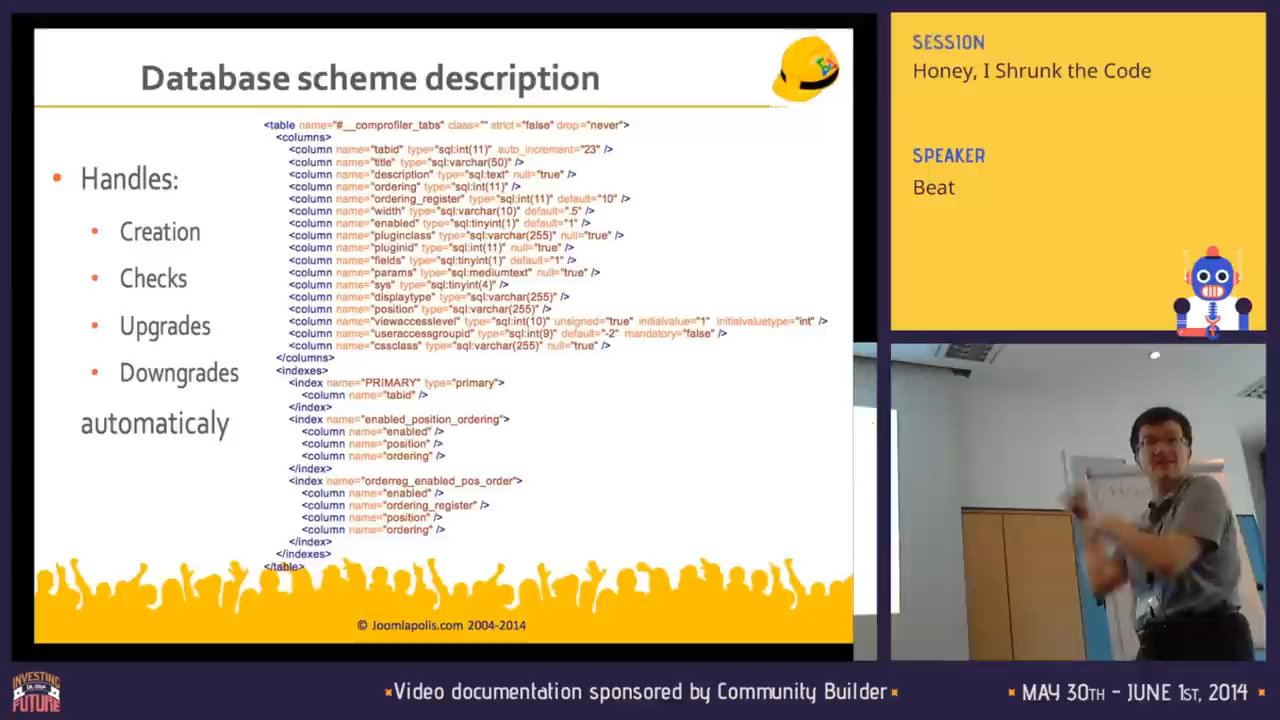 Database scheme description
• Handles:
• Creation
• Checks
• Upgrades
• Downgrades
automaticaly
<table name="#__comprofiler_tabs" class="" strict="false" drop="never">
<columns>
<column name="tabid" type="sql:int(11)" auto_increment="23" />
<column name="title" type="sql:varchar(50)" />
<column name="description" type="sql:text" null="true" />
<column name="ordering" type="sql:int(11)" />
<column name="ordering_register" type="sql:int(11)" default="10" />
<column name="width" type="sql:varchar(10)" default=".5" />
<column name="enabled" type="sql:tinyint(1)" default="1" />
<column name="pluginclass" type="sql:varchar(255)" null="true" />
<column name="pluginid" type="sql:int(11)" null="true" />
<column name="fields" type="sql:tinyint(1)" default="1" />
<column name="params" type="sql:mediumtext" null="true" />
<column name="sys" type="sql:tinyint(4)" />
<column name="displaytype" type="sql:varchar(255)" />
<column name="position" type="sql:varchar(255)" />
<column name="viewaccesslevel" type="sql:int(10)" unsigned="true" initialvalue="1" initialvaluetype="int" />
<column name="useraccessgroupid" type="sql:int(9)" default="-2" mandatory="false" />
<column name="cssclass" type="sql:varchar(255)" null="true" />
</columns>
<indexes>
<index name="PRIMARY" type="primary">
<column name="tabid" />
</index>
<index name="enabled_position_ordering">
<column name="enabled" />
<column name="position" />
<column name="ordering" />
</index>
<index name="orderreg_enabled_pos_order">
<column name="enabled" />
<column name="ordering_register" />
<column name="position" />
<column name="ordering" />
</index>
</indexes>
</table>
© Joomlapolis.com 2004-2014
SESSION
Honey, I Shrunk the Code
SPEAKER
Beat
INVESTING
in our
FUTURE
Video documentation sponsored by Community Builder
MAY 30TH - JUNE 1ST, 2014